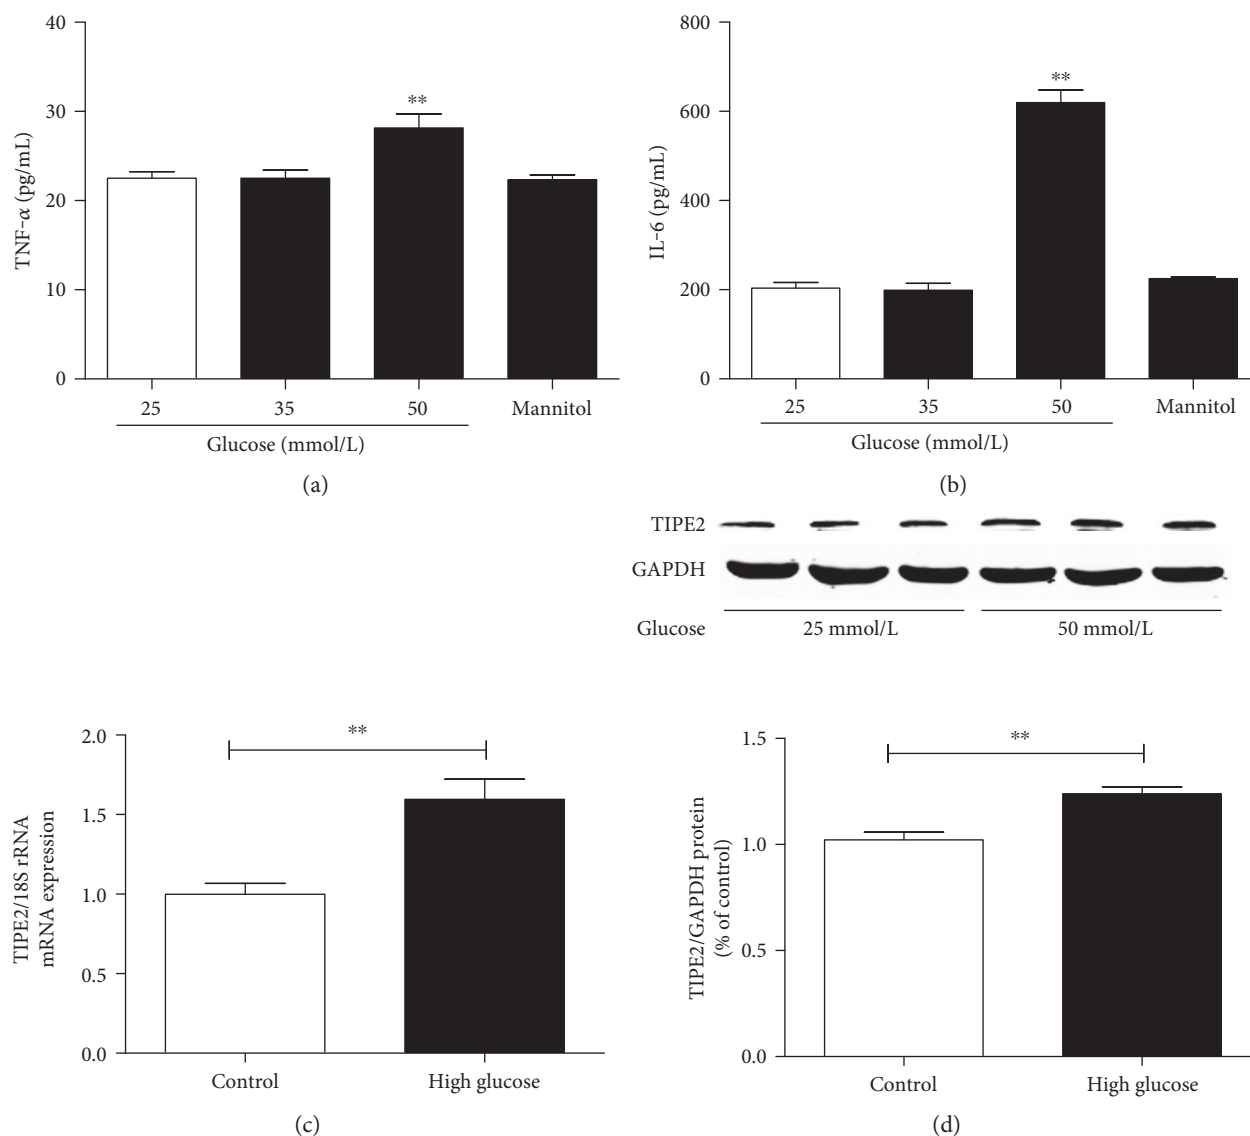 40
30
20
10
0
TNF-α (pg/mL)
**
25 35 50 Mannitol
Glucose (mmol/L)
(a)
800
600
400
200
0
IL-6 (pg/mL)
**
25 35 50 Mannitol
Glucose (mmol/L)
(b)
TIPE2
GAPDH
Glucose 25 mmol/L 50 mmol/L
2.0
1.5
1.0
0.5
0.0
TIPE2/18S rRNA
mRNA expression
**
Control High glucose
(c)
1.5
1.0
0.5
0.0
TIPE2/GAPDH protein
(% of control)
**
Control High glucose
(d)